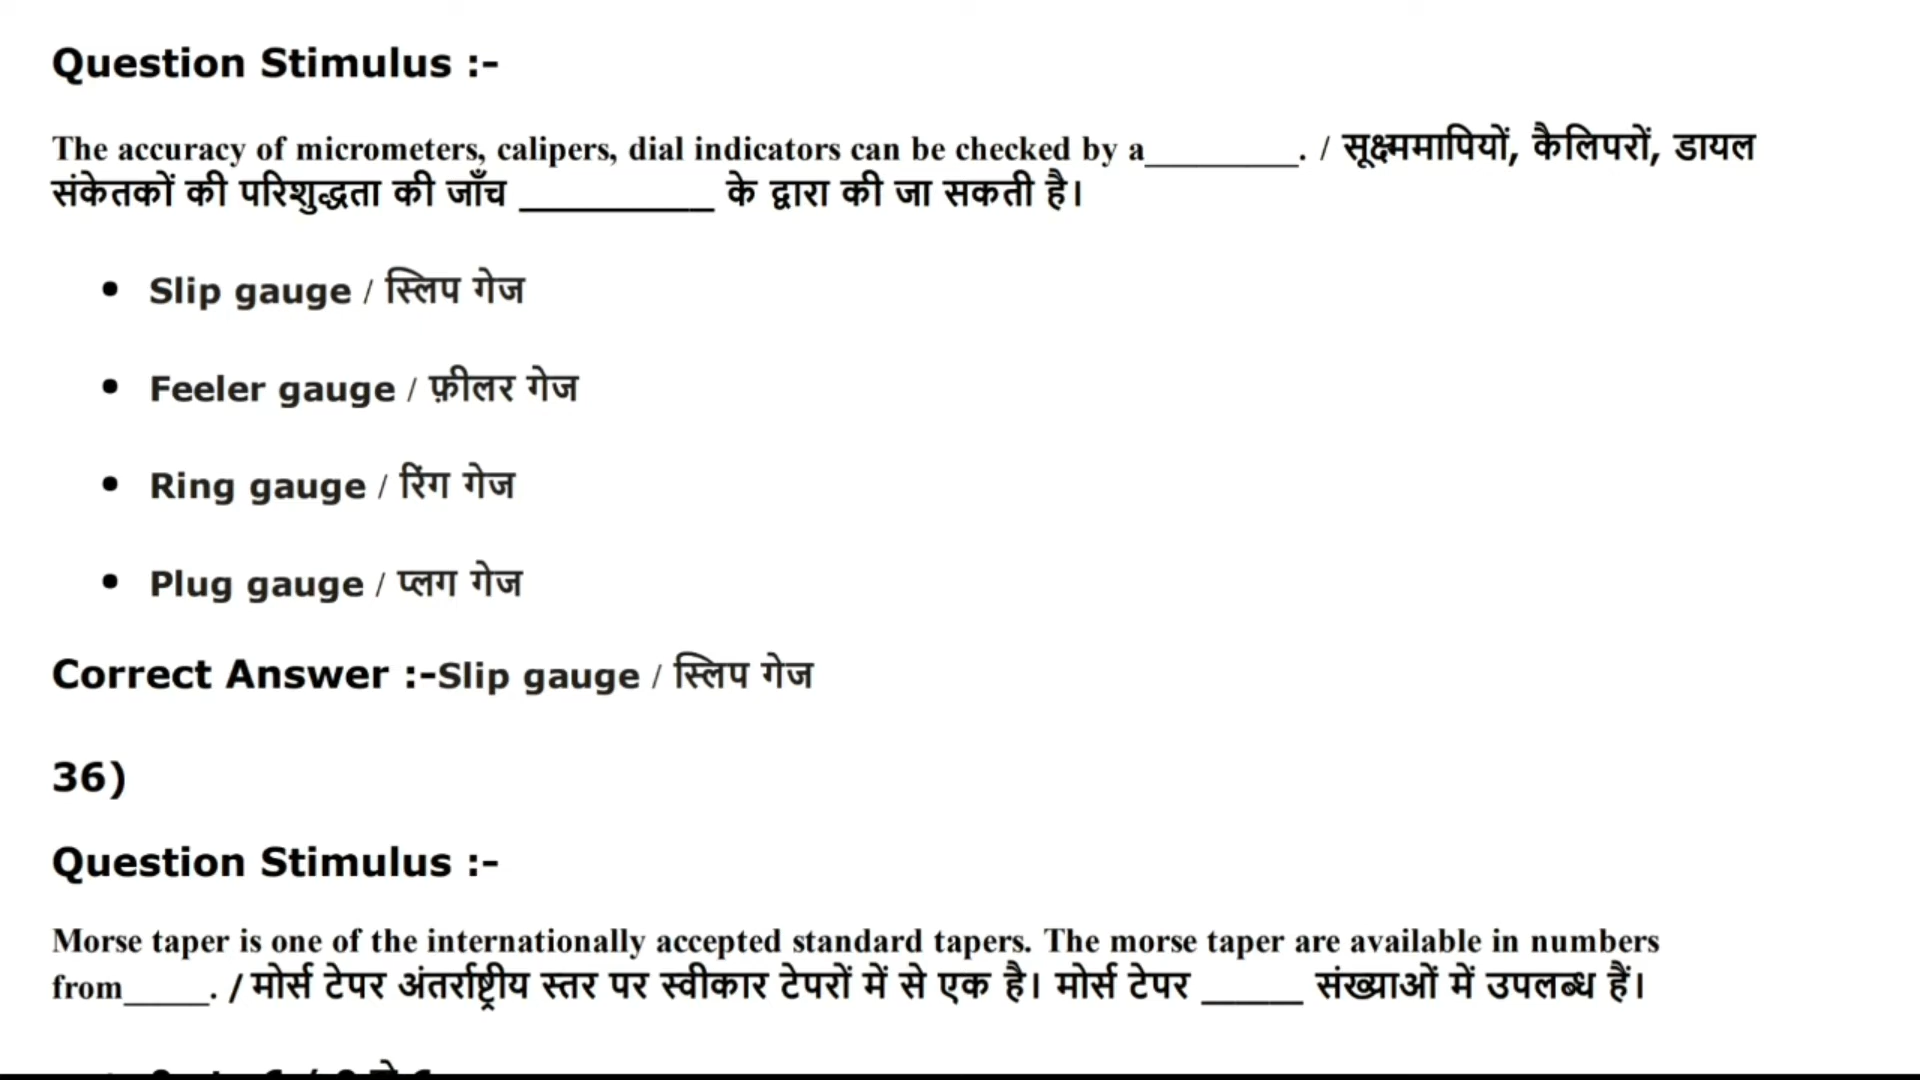 Question Stimulus :-
The accuracy of micrometers, calipers, dial indicators can be checked by a_________. / सूक्ष्ममापियों, कैलिपरों, डायल
संकेतकों की परिशुद्धता की जाँच __________ के द्वारा की जा सकती है।
• Slip gauge / स्लिप गेज
• Feeler gauge / फ़ीलर गेज
• Ring gauge / रिंग गेज
• Plug gauge / प्लग गेज
Correct Answer :-Slip gauge / स्लिप गेज
36)
Question Stimulus :-
Morse taper is one of the internationally accepted standard tapers. The morse taper are available in numbers
from_____. / मोर्स टेपर अंतर्राष्ट्रीय स्तर पर स्वीकार टेपरों में से एक है। मोर्स टेपर _____ संख्याओं में उपलब्ध हैं।